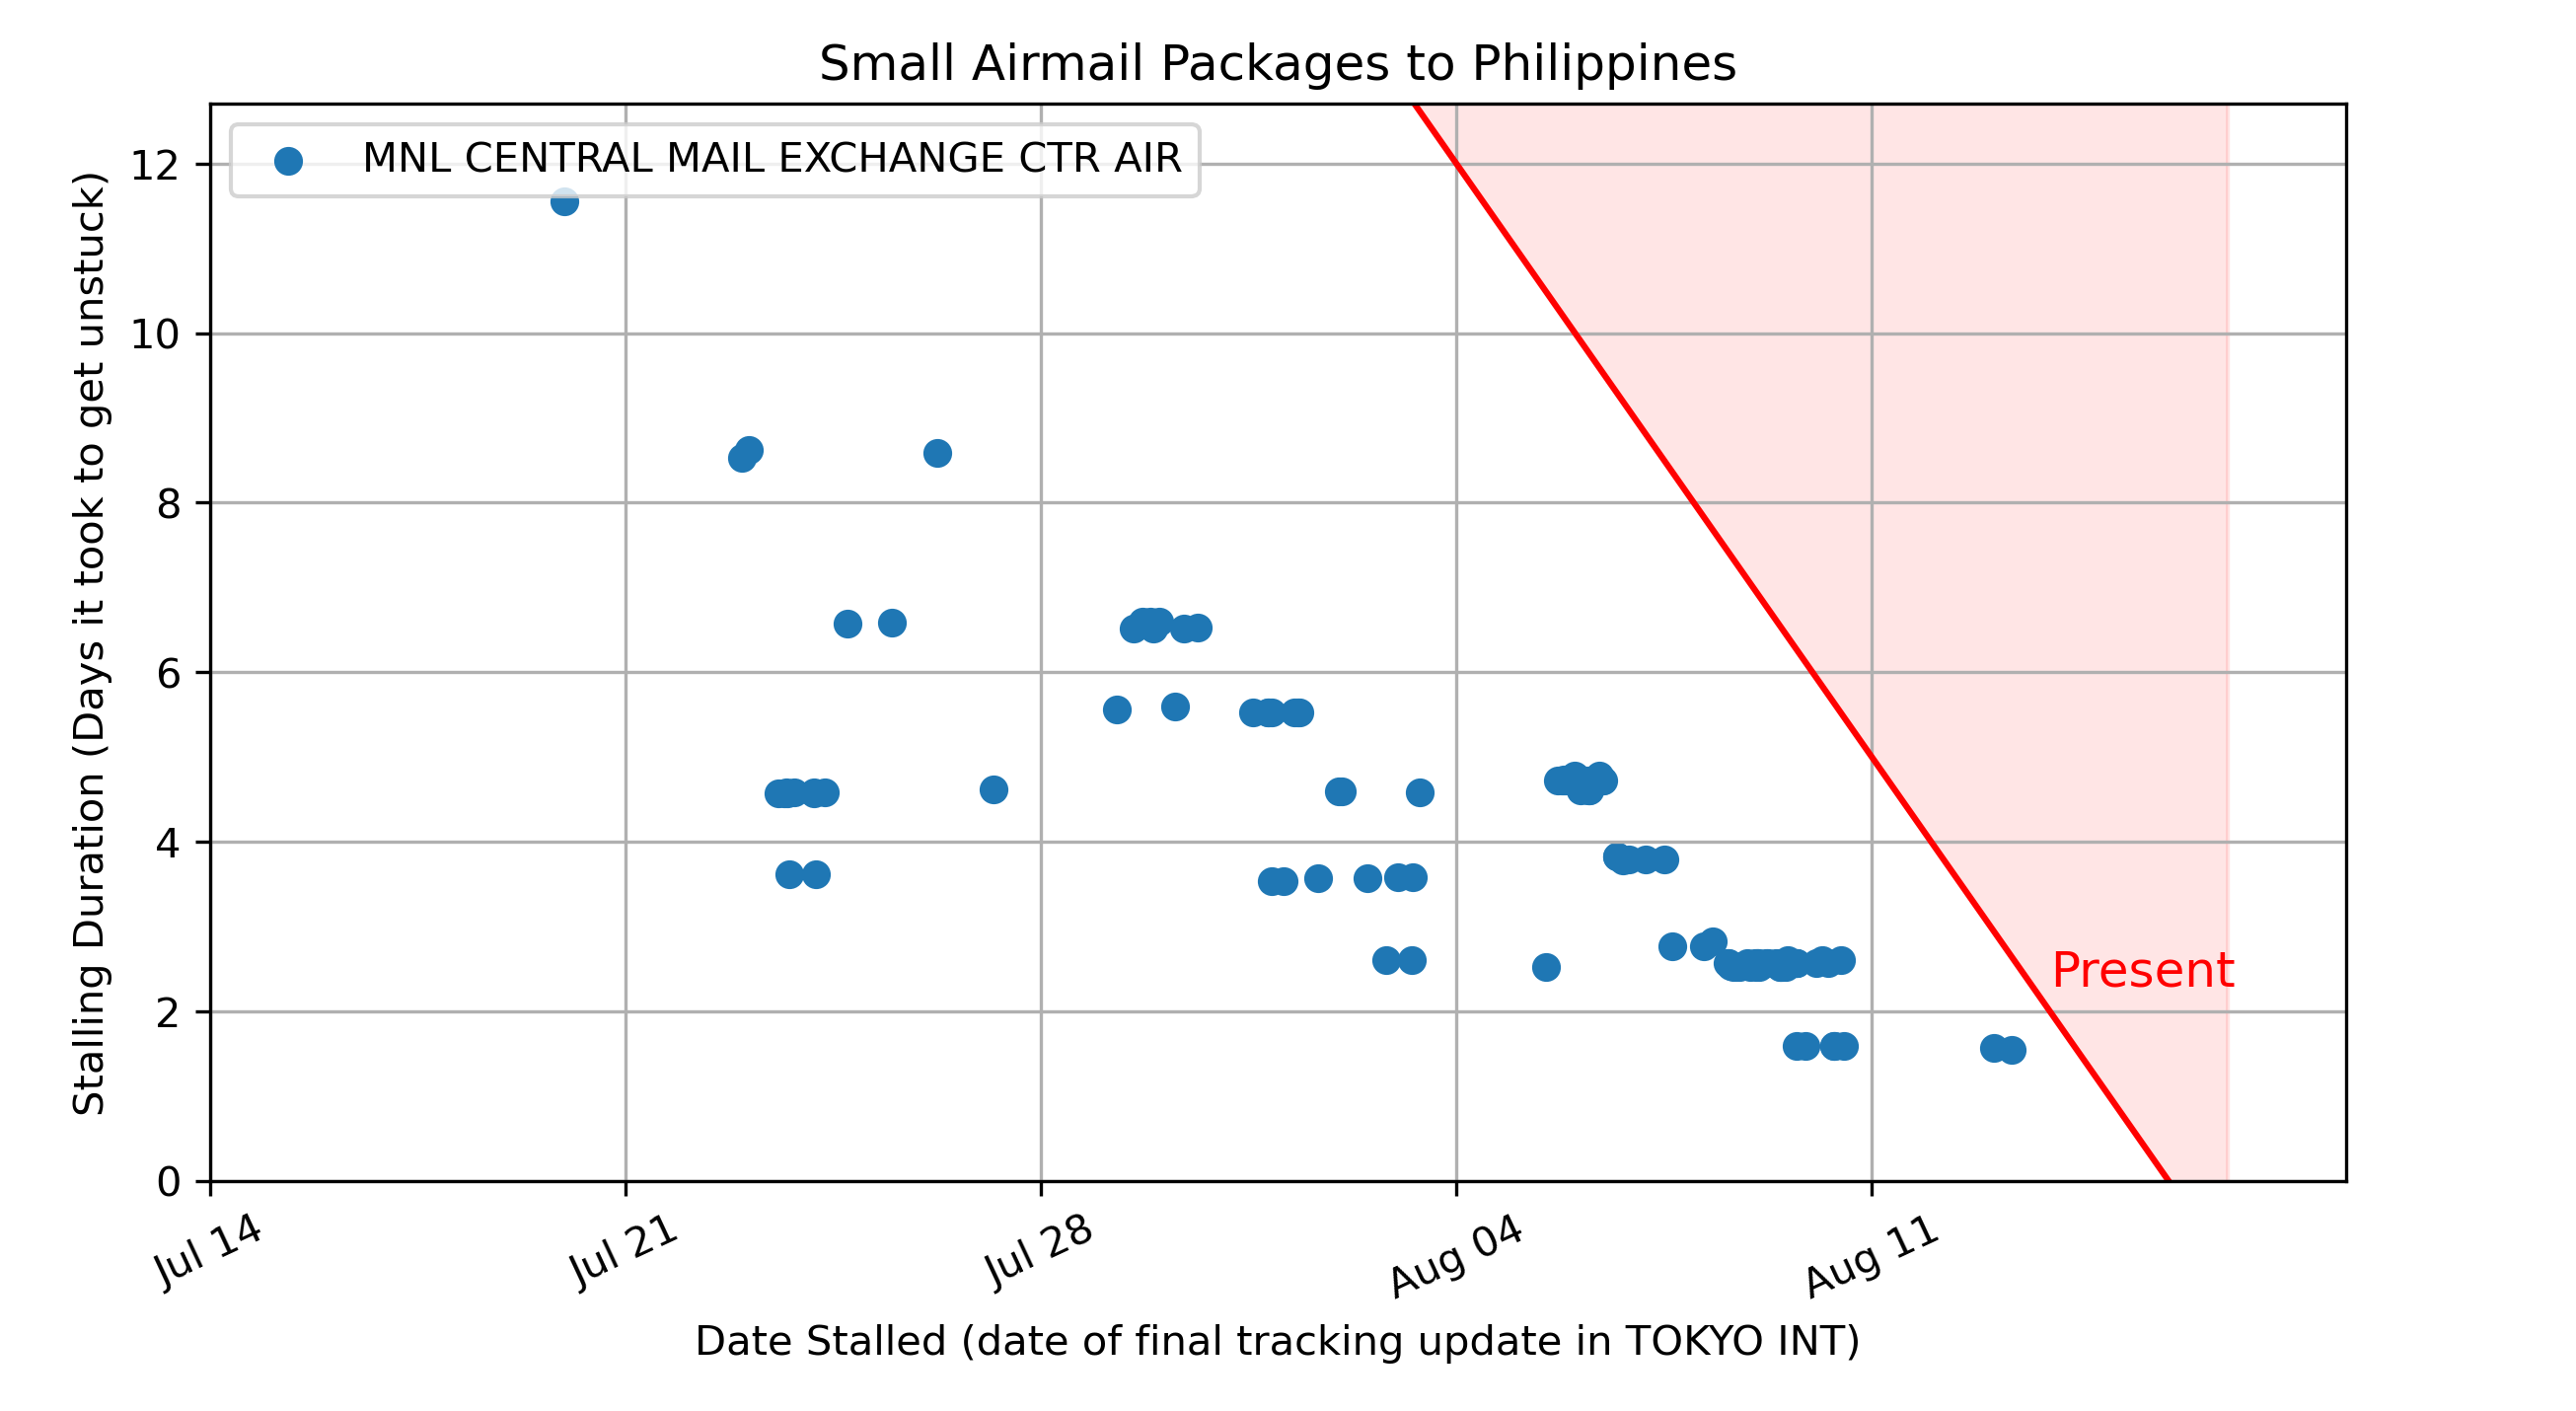 Small Airmail Packages to Philippines
MNL CENTRAL MAIL EXCHANGE CTR AIR
Stalling Duration (Days it took to get unstuck)
12
10
8
6
4
2
0
Present
Jul 14
Jul 21
Jul 28
Aug 04
Aug 11
Date Stalled (date of final tracking update in TOKYO INT)